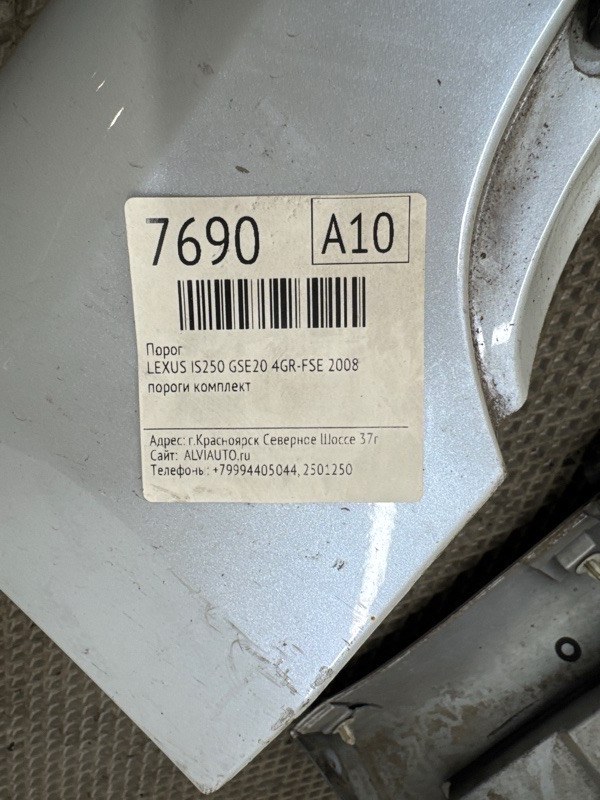 7690 A10
Порог
LEXUS IS250 GSE20 4GR-FSE 2008
пороги комплект
Адрес: г.Красноярск Северное Шоссе 37г
Сайт: ALVIAUTO.ru
Телефоны: +79994405044, 2501250